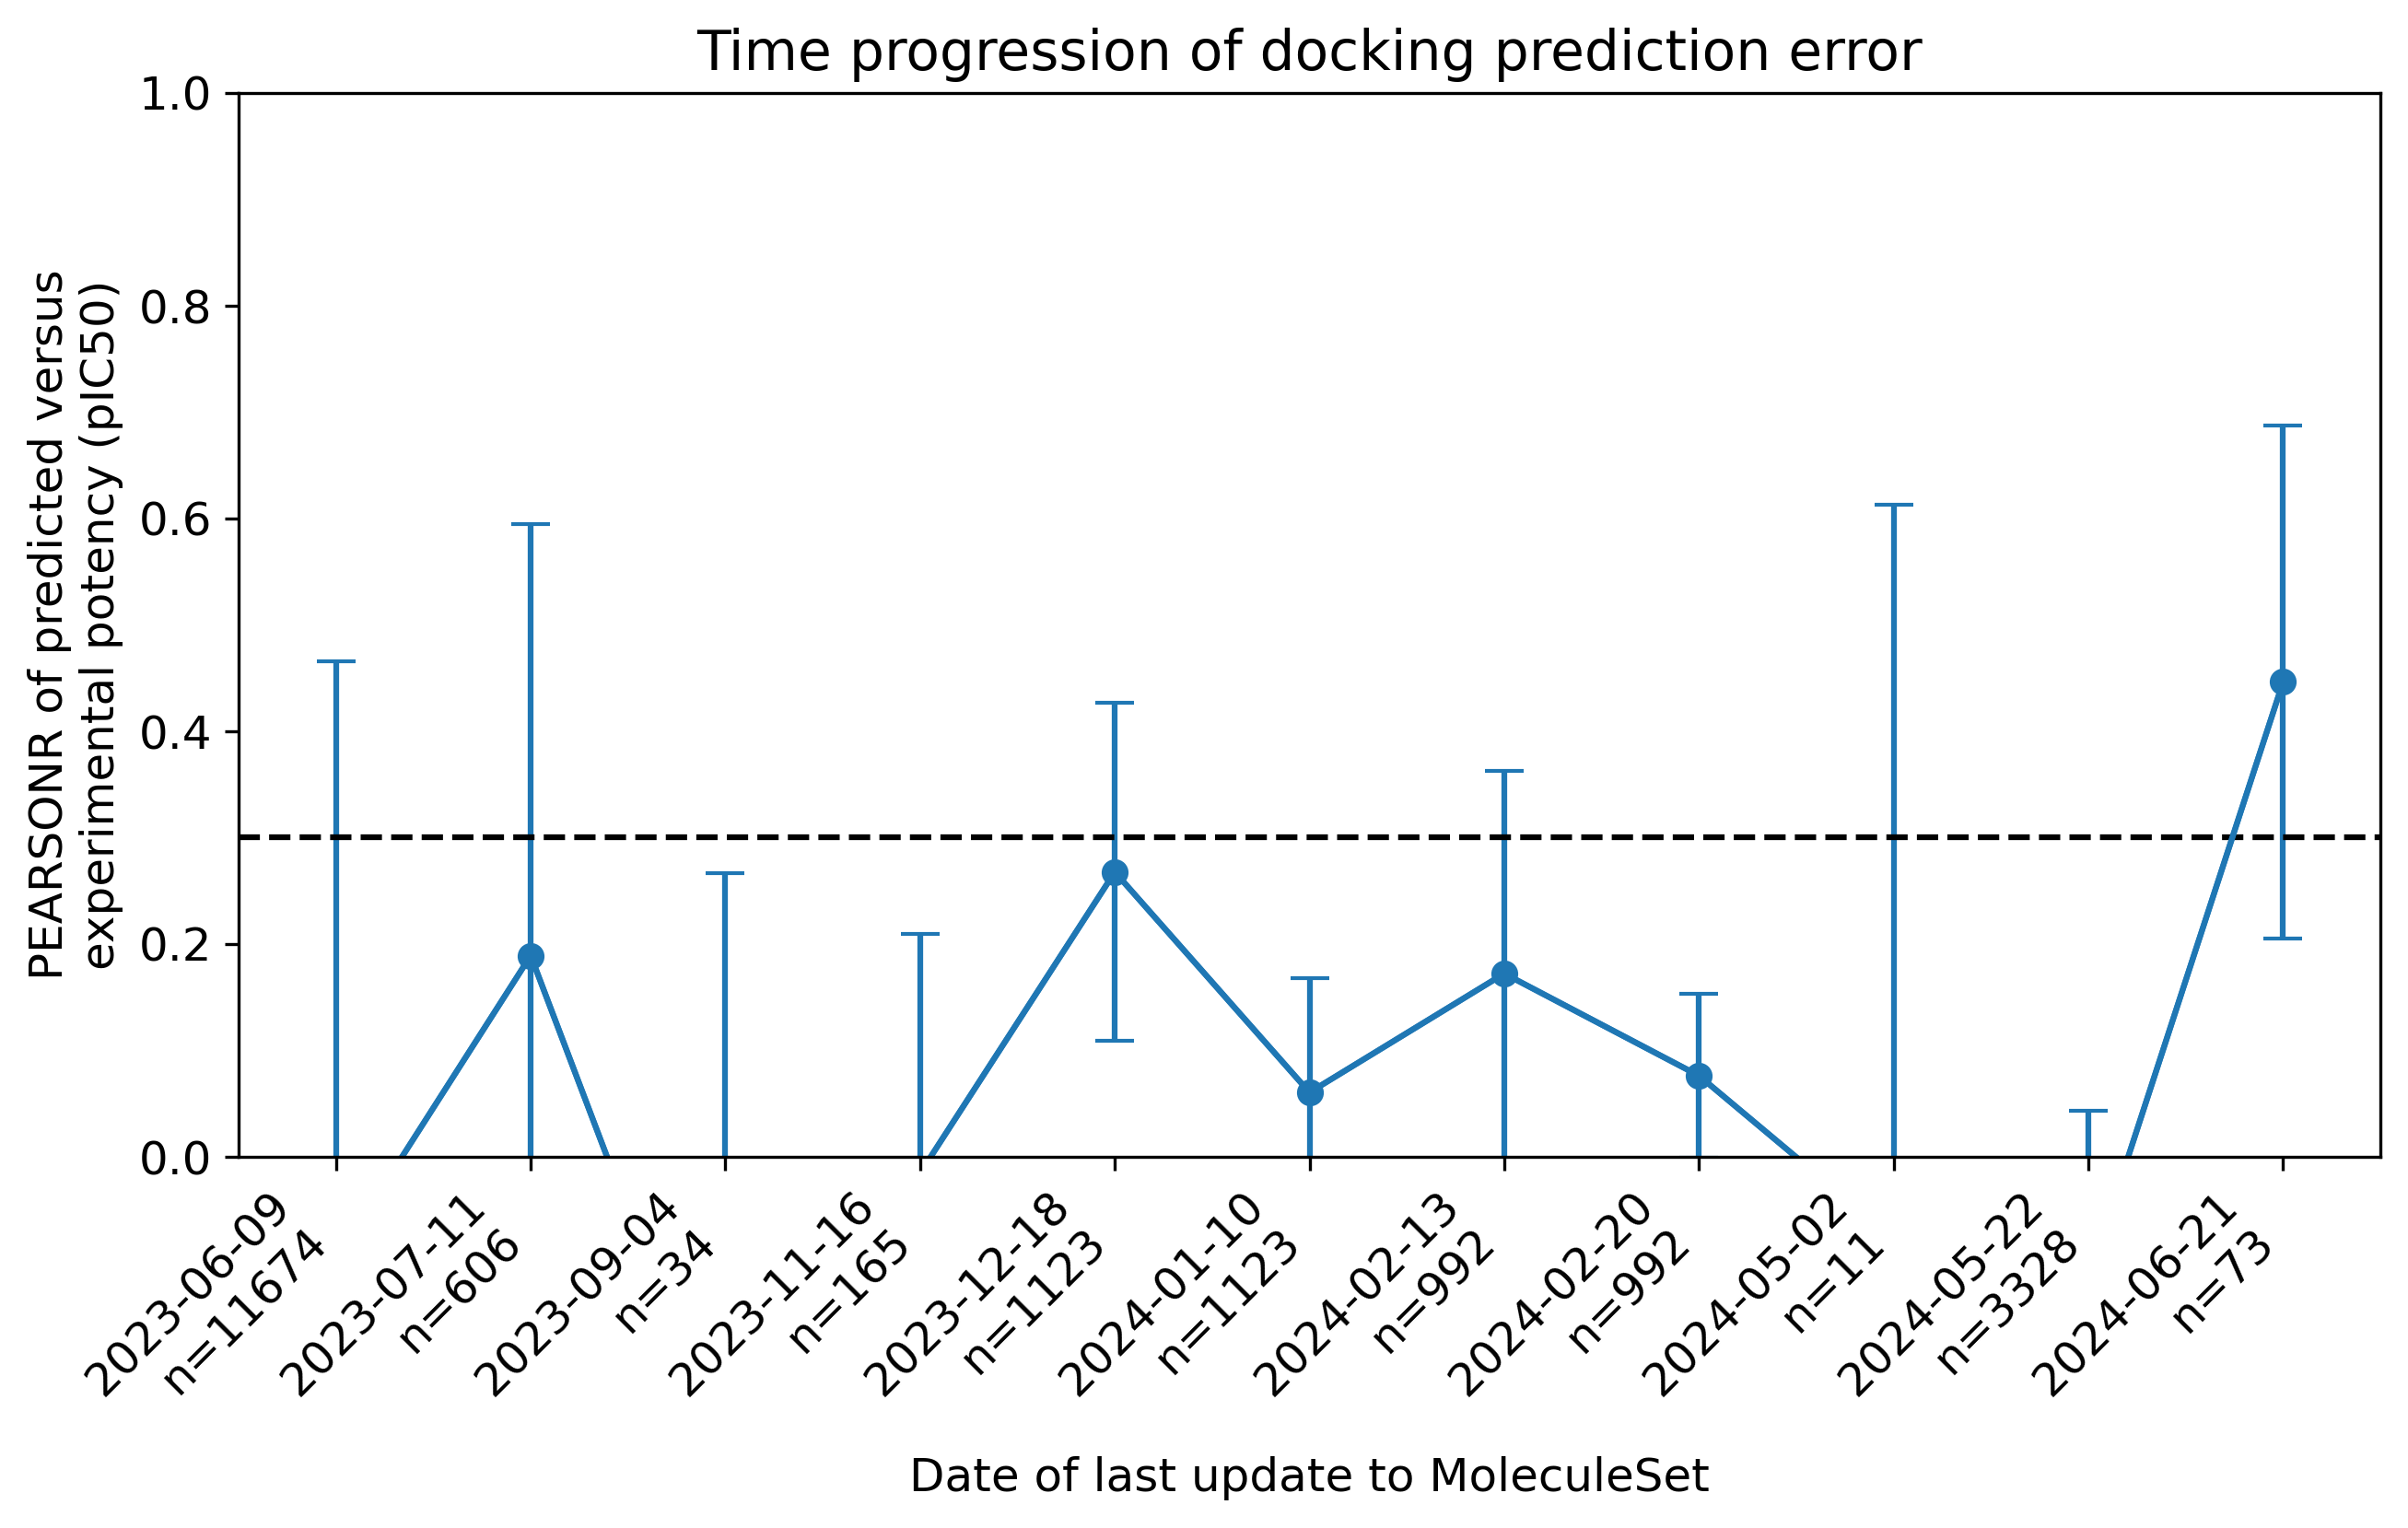 Time progression of docking prediction error
PEARSONR of predicted versus
experimental potency (pIC50)
1.0
0.8
0.6
0.4
0.2
0.0
2023-06-09
n=11674
2023-07-11
n=606
2023-09-04
n=34
2023-11-16
n=165
2023-12-18
n=1123
2024-01-10
n=1123
2024-02-13
n=992
2024-02-20
n=992
2024-05-02
n=11
2024-05-22
n=3328
2024-06-21
n=73
Date of last update to MoleculeSet